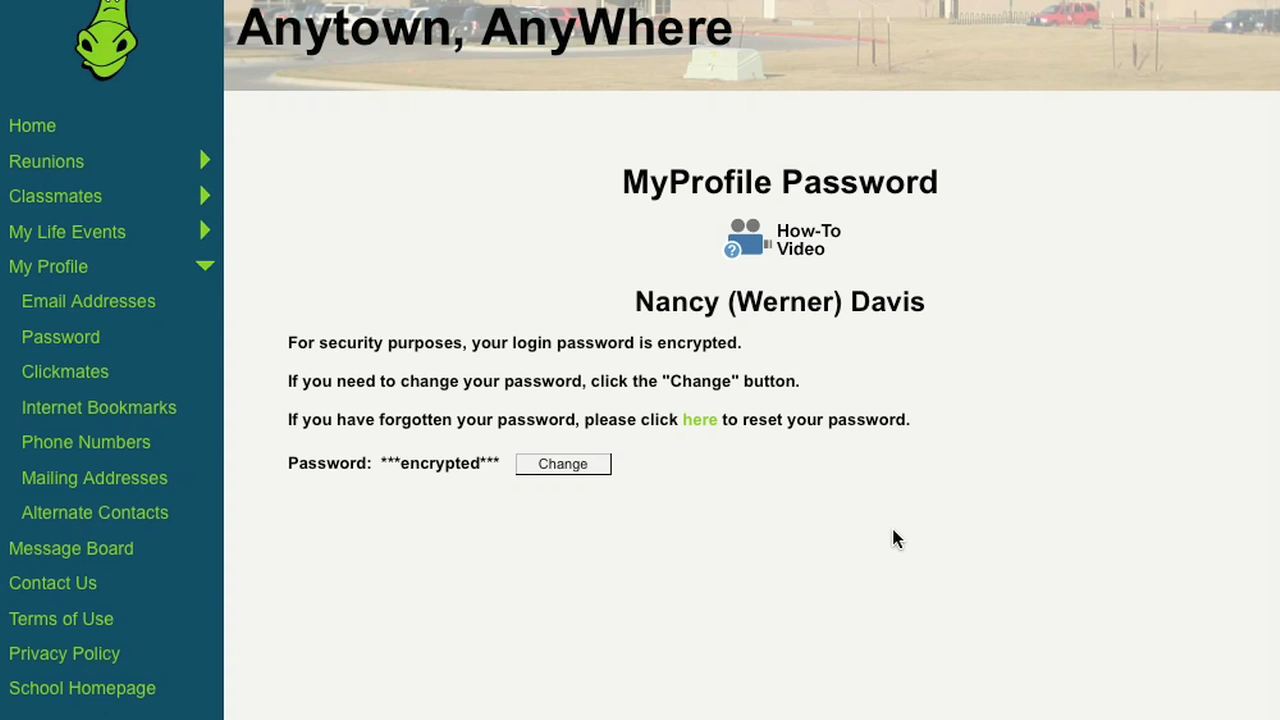 Anytown, AnyWhere
Home
Reunions
Classmates
My Life Events
My Profile
Email Addresses
Password
Clickmates
Internet Bookmarks
Phone Numbers
Mailing Addresses
Alternate Contacts
Message Board
Contact Us
Terms of Use
Privacy Policy
School Homepage
MyProfile Password
?
How-To
Video
Nancy (Werner) Davis
For security purposes, your login password is encrypted.
If you need to change your password, click the "Change" button.
If you have forgotten your password, please click here to reset your password.
Password: ***encrypted*** Change